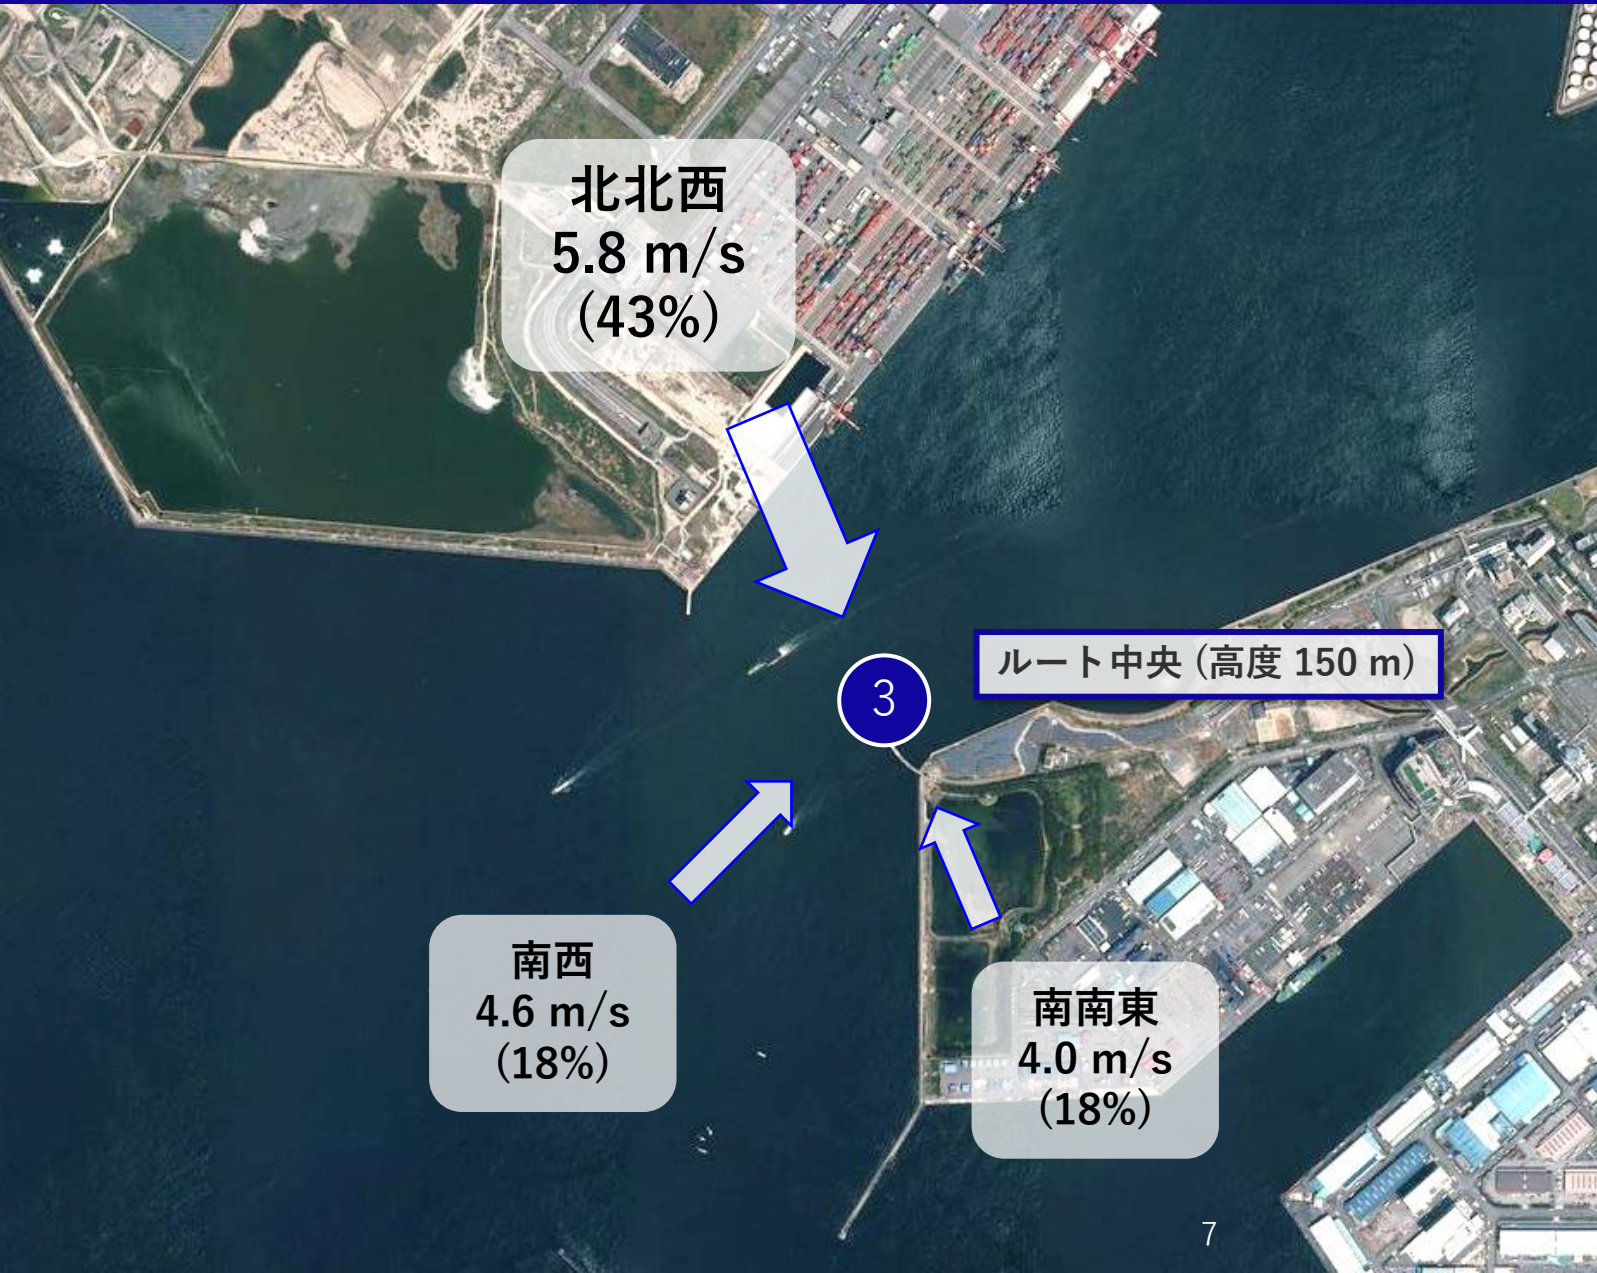 北北西
5.8 m/s
(43%)
ルート中央 (高度 150 m)
3
南西
4.6 m/s
(18%)
南南東
4.0 m/s
(18%)
7